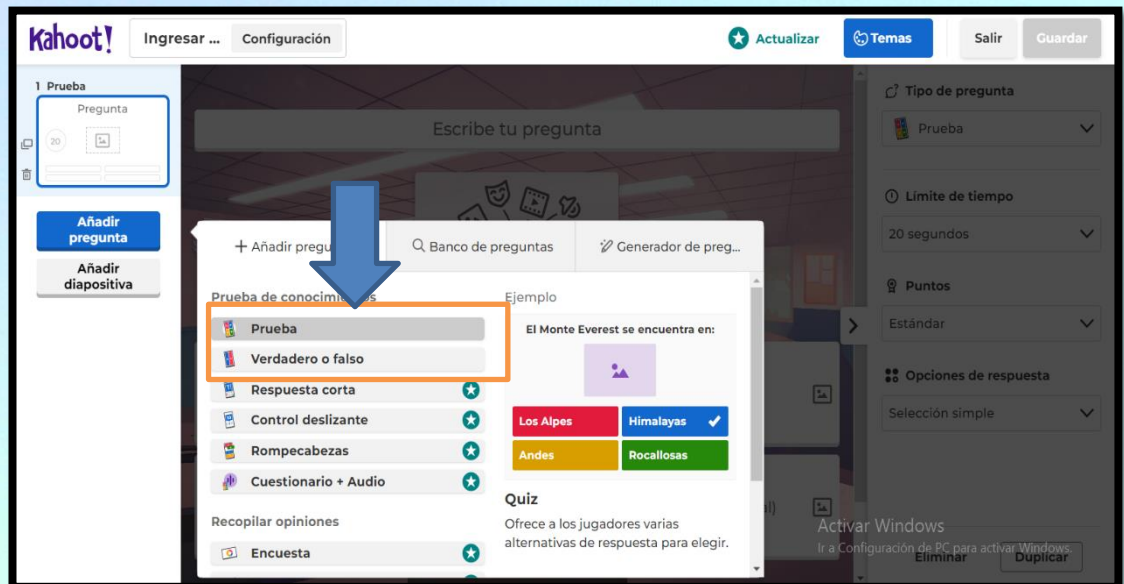 Kahoot!
Ingresar ...
Configuración
Actualizar
Temas
Salir
Guardar
1 Prueba
Pregunta
20
Añadir
pregunta
Añadir
diapositiva
Escribe tu pregunta
Añadir
Banco de preguntas
Generador de preg...
Prueba de
Prueba
Verdadero o falso
Respuesta corta
Control deslizante
Rompecabezas
Cuestionario + Audio
Recopilar opiniones
Encuesta
Ejemplo
El Monte Everest se encuentra en:
Los Alpes
Himalayas
Andes
Rocallosas
Quiz
Ofrece a los jugadores varias
alternativas de respuesta para elegir.
Tipo de pregunta
Prueba
Límite de tiempo
20 segundos
Puntos
Estándar
Opciones de respuesta
Selección simple
Activar Windows
Ir a Configuración de PC para activar Windows.
Eliminar
Duplicar